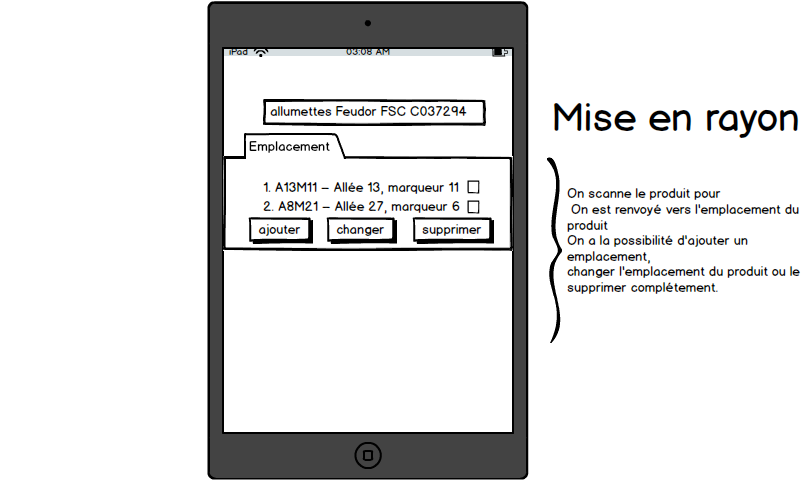 iPad 03:08 AM
allumettes Feudor FSC C037294
Emplacement
1. A13M11 – Allée 13, marqueur 11
2. A8M21 – Allée 27, marqueur 6
ajouter changer supprimer
Mise en rayon
On scanne le produit pour
On est renvoyé vers l'emplacement du
produit
On a la possibilité d'ajouter un
emplacement,
changer l'emplacement du produit ou le
supprimer complétement.